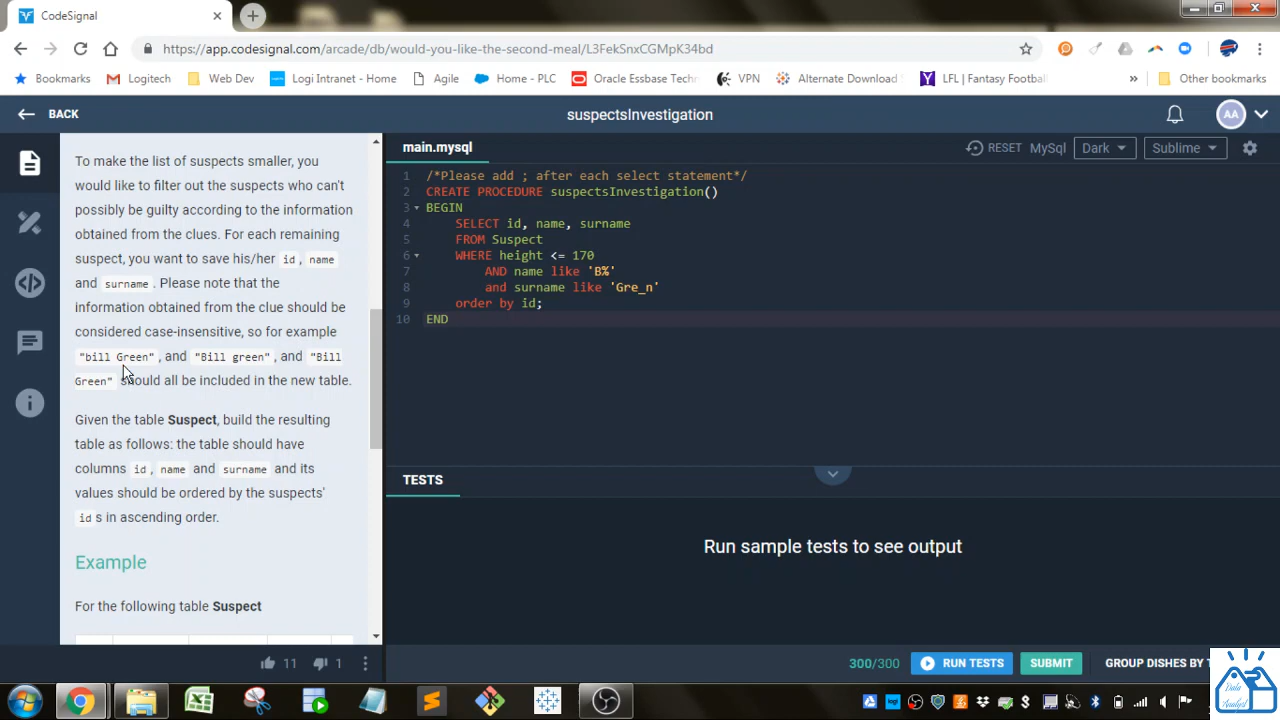 CodeSignal
https://app.codesignal.com/arcade/db/would-you-like-the-second-meal/L3FekSnxCGMpK34bd
Bookmarks Logitech Web Dev Logi Intranet - Home Agile Home - PLC Oracle Essbase Techn VPN Alternate Download LFL | Fantasy Football Other bookmarks
BACK
suspectsInvestigation
AA
To make the list of suspects smaller, you
would like to filter out the suspects who can't
possibly be guilty according to the information
obtained from the clues. For each remaining
suspect, you want to save his/her id, name
and surname. Please note that the
information obtained from the clue should be
considered case-insensitive, so for example
"bill Green", and "Bill green", and "Bill
Green" should all be included in the new table.
Given the table Suspect, build the resulting
table as follows: the table should have
columns id, name and surname and its
values should be ordered by the suspects'
ids in ascending order.
Example
For the following table Suspect
11 1
main.mysql
RESET MySql Dark Sublime
1 /*Please add ; after each select statement*/
2 CREATE PROCEDURE suspectsInvestigation()
3 BEGIN
4 SELECT id, name, surname
5 FROM Suspect
6 WHERE height <= 170
7 AND name like 'B%'
8 and surname like 'Gre_n'
9 order by id;
10 END
TESTS
Run sample tests to see output
300/300 RUN TESTS SUBMIT GROUP DISHES BY T
Data
Analyst